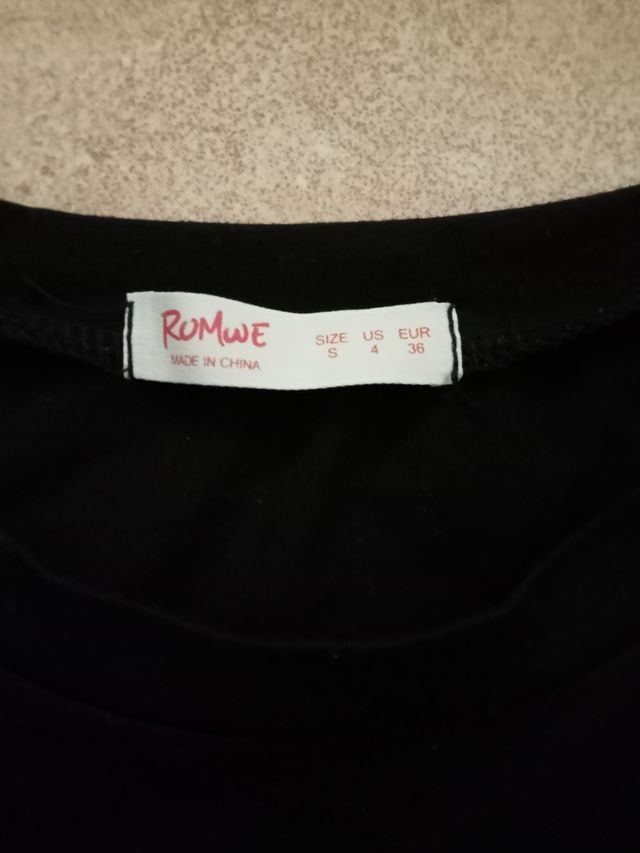 ROMWE
MADE IN CHINA
SIZE US EUR
S 4 36